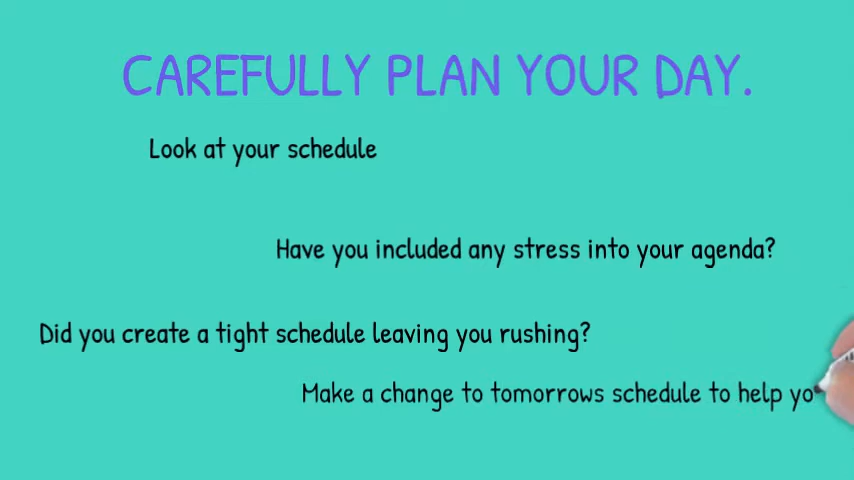 CAREFULLY PLAN YOUR DAY.
Look at your schedule
Have you included any stress into your agenda?
Did you create a tight schedule leaving you rushing?
Make a change to tomorrows schedule to help yo